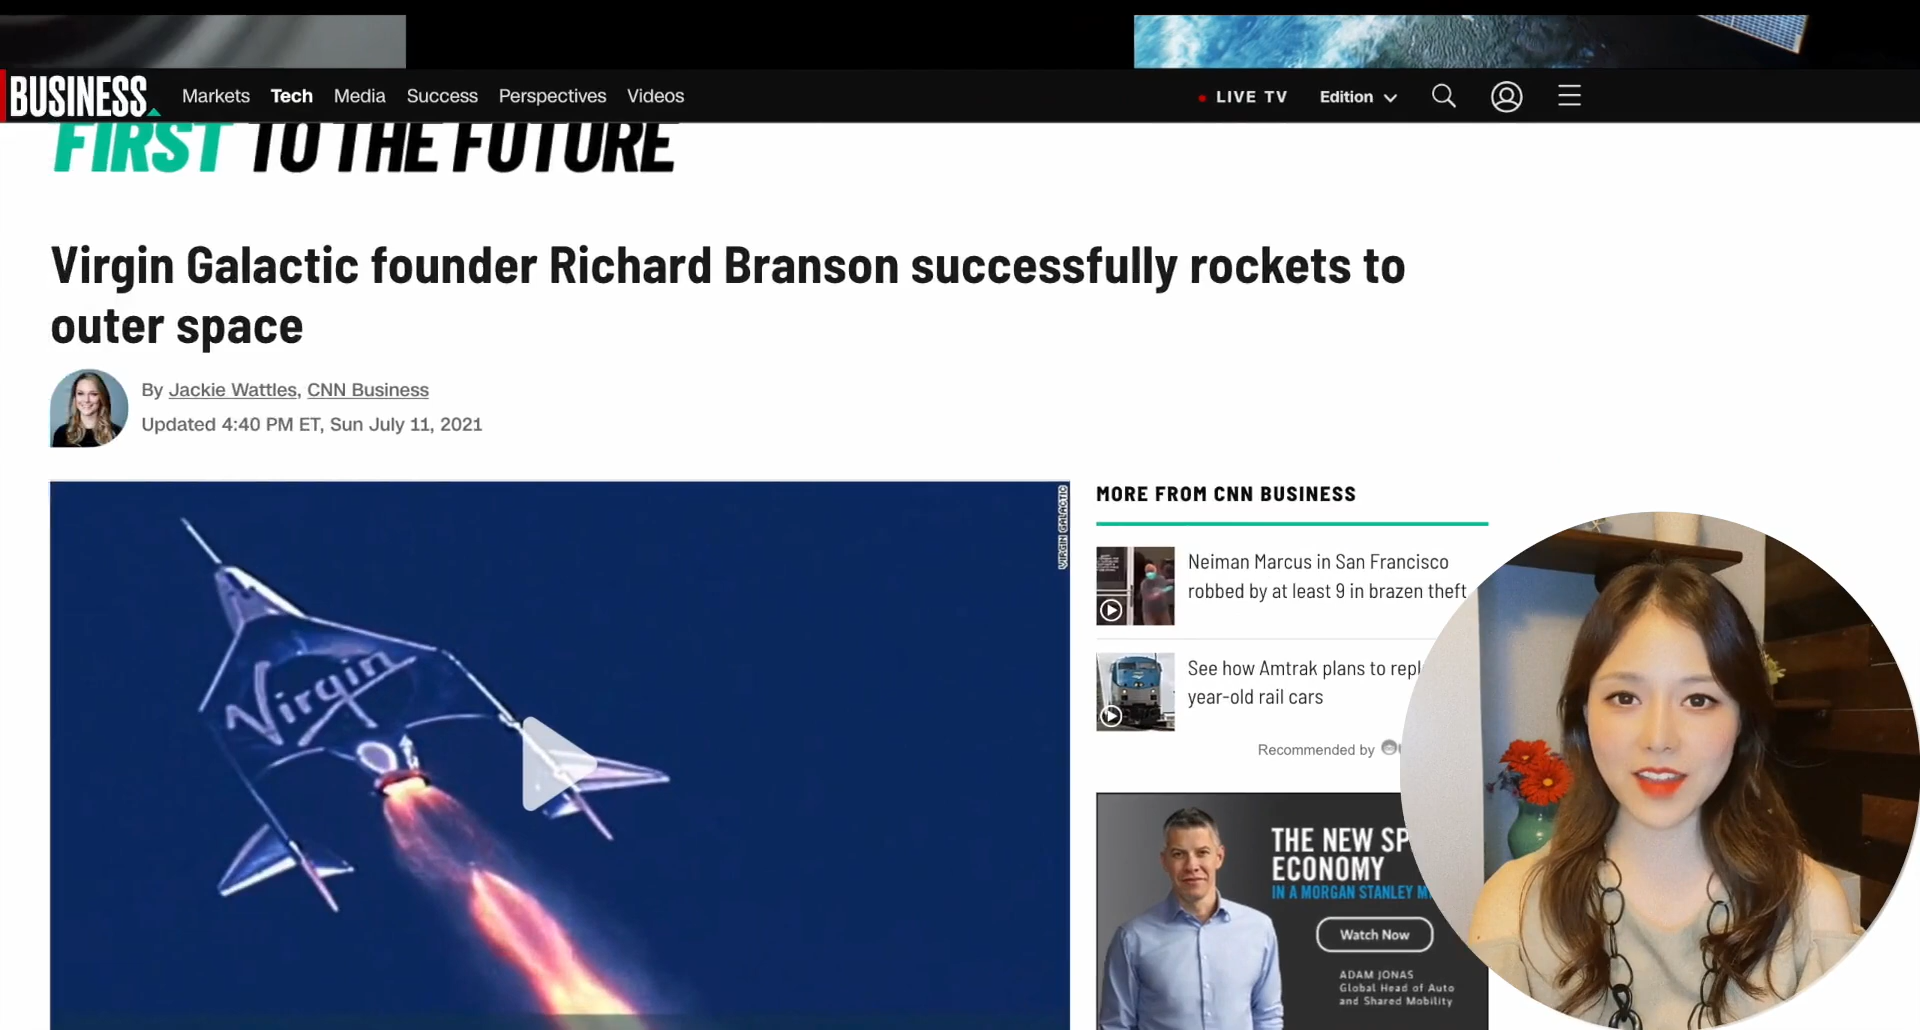 BUSINESS
Markets Tech Media Success Perspectives Videos
LIVE TV Edition
FIRST TO THE FUTURE
Virgin Galactic founder Richard Branson successfully rockets to
outer space
By Jackie Wattles, CNN Business
Updated 4:40 PM ET, Sun July 11, 2021
VIRGIN GALACTIC
Virgin
MORE FROM CNN BUSINESS
Neiman Marcus in San Francisco
robbed by at least 9 in brazen theft
See how Amtrak plans to
year-old rail cars
Recommended by
THE NEW
ECONOMY
IN A MORGAN STANLEY
Watch Now
ADAM JONAS
Global Head of Auto
and Shared Mobility